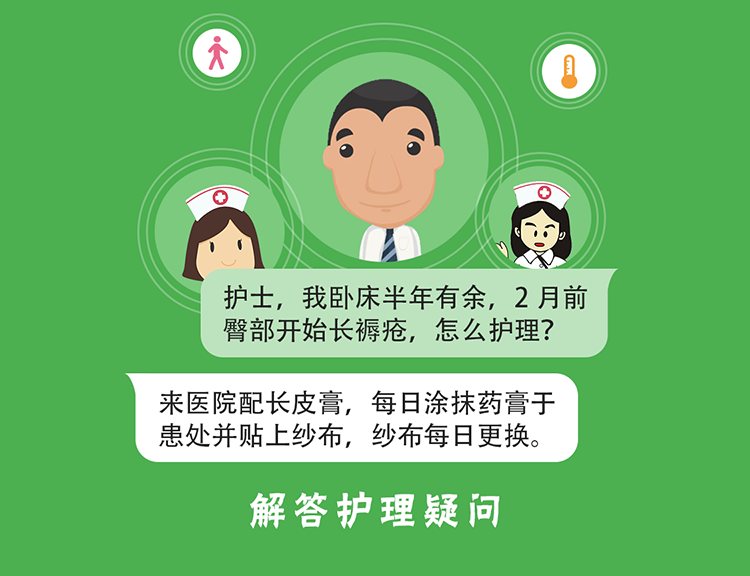 护士，我卧床半年有余，2月前
臀部开始长褥疮，怎么护理？
来医院配长皮膏，每日涂抹药膏于
患处并贴上纱布，纱布每日更换。
解答护理疑问